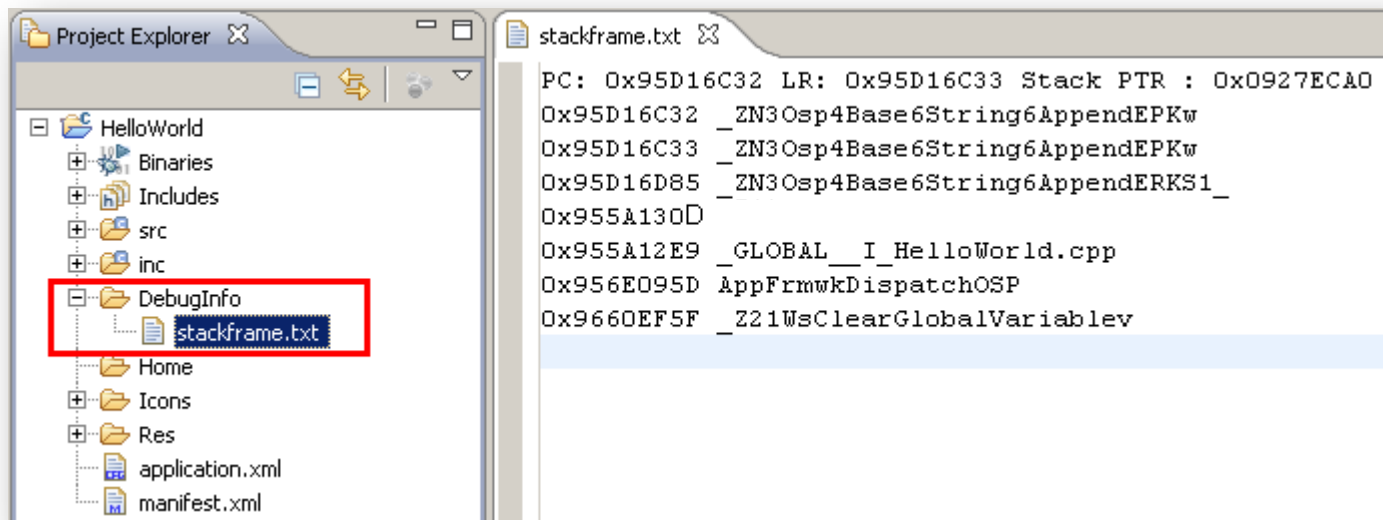 Project Explorer
HelloWorld
Binaries
Includes
src
inc
DebugInfo
stackframe.txt
Home
Icons
Res
application.xml
manifest.xml
stackframe.txt
PC: 0x95D16C32 LR: 0x95D16C33 Stack PTR : 0x0927ECA0
0x95D16C32 _ZN3Osp4Base6String6AppendEPKw
0x95D16C33 _ZN3Osp4Base6String6AppendEPKw
0x95D16D85 _ZN3Osp4Base6String6AppendERKS1_
0x955A130D
0x955A12E9 _GLOBAL__I_HelloWorld.cpp
0x956E095D AppFrmwkDispatchOSP
0x9660EF5F _Z21WsClearGlobalVariablev